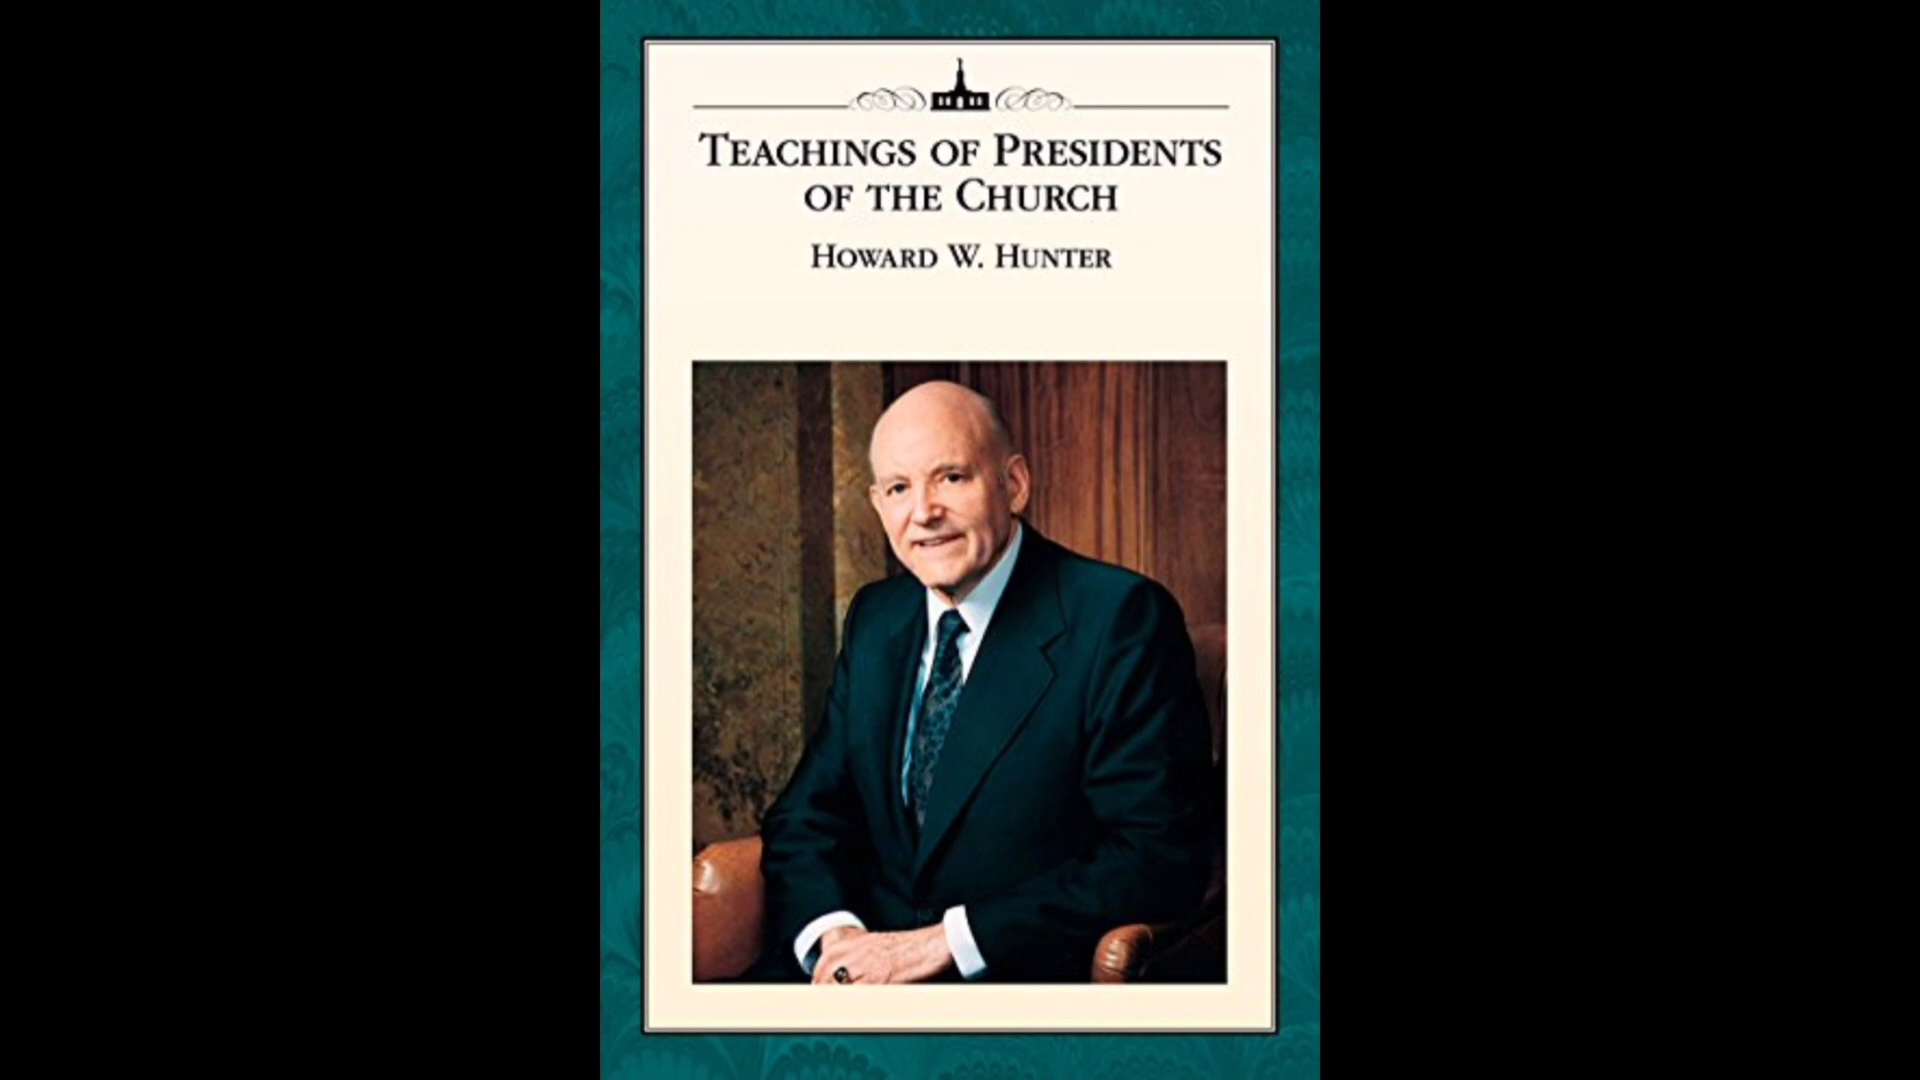 Teachings of Presidents
of the Church
Howard W. Hunter